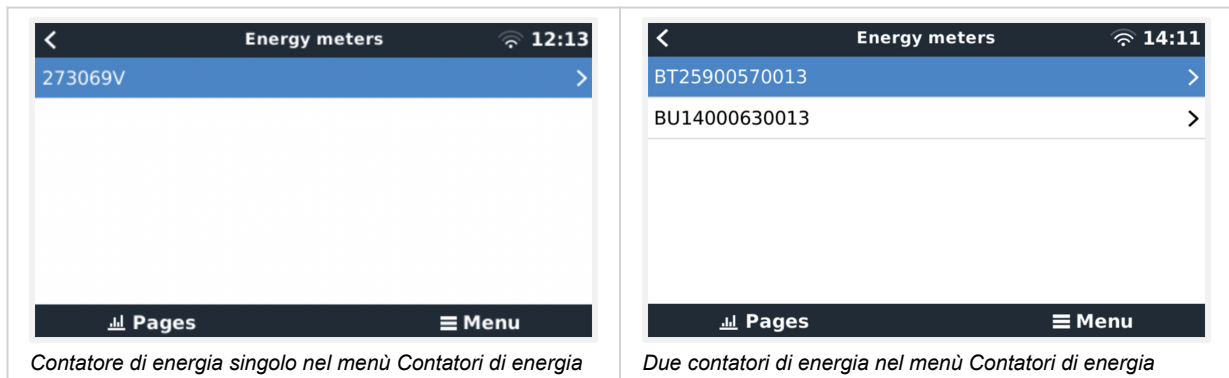 Energy meters 12:13
273069V
Pages Menu
Contatore di energia singolo nel menù Contatori di energia
Energy meters 14:11
BT25900570013
BU14000630013
Pages Menu
Due contatori di energia nel menù Contatori di energia